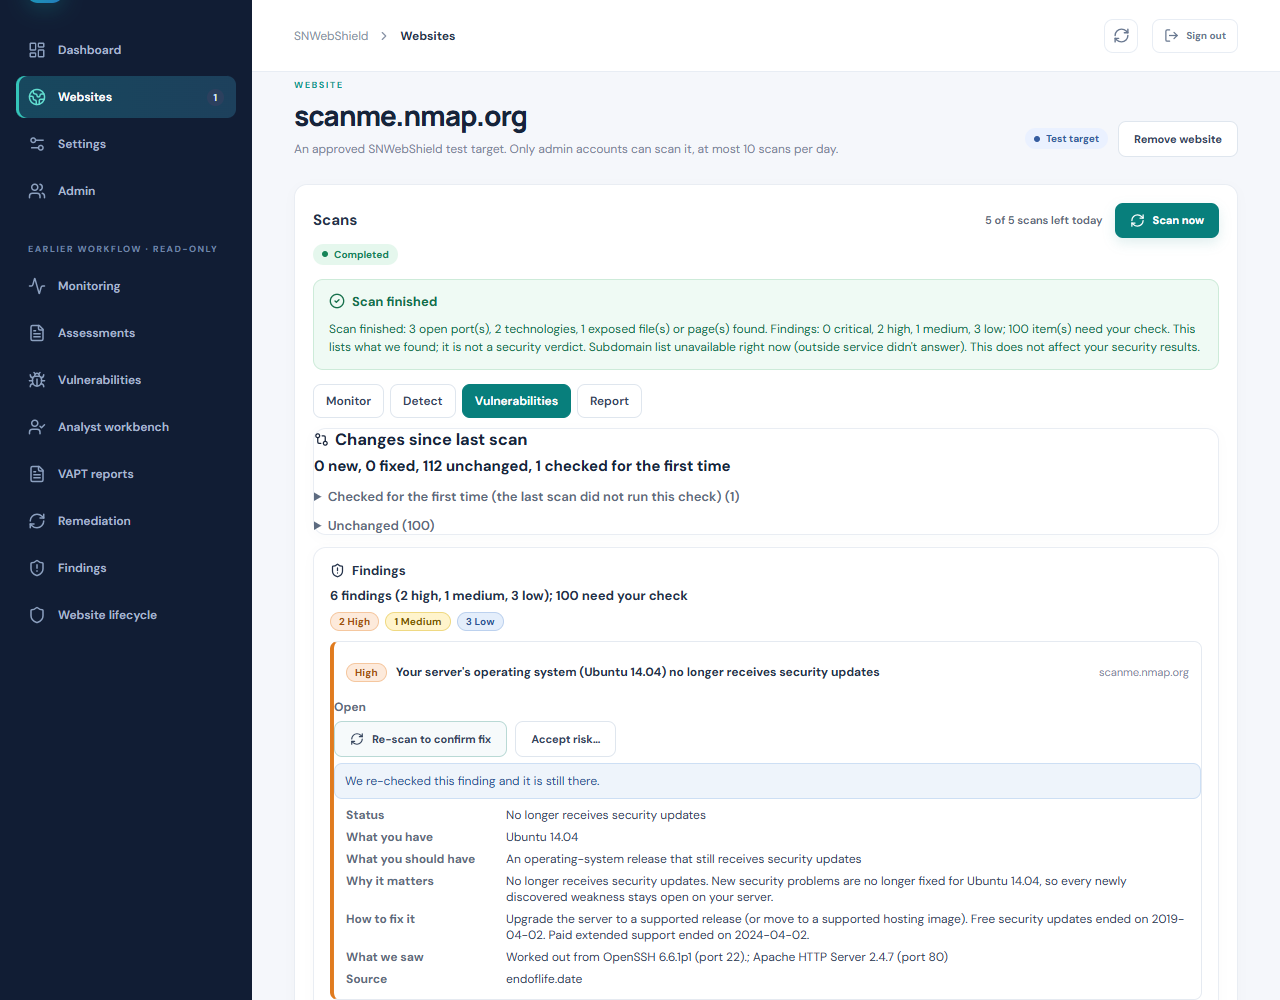 SNWebShield > Websites
Sign out
Dashboard
Websites 1
Settings
Admin
EARLIER WORKFLOW · READ-ONLY
Monitoring
Assessments
Vulnerabilities
Analyst workbench
VAPT reports
Remediation
Findings
Website lifecycle
WEBSITE
scanme.nmap.org
An approved SNWebShield test target. Only admin accounts can scan it, at most 10 scans per day.
Test target
Remove website
Scans
5 of 5 scans left today
Scan now
Completed
Scan finished
Scan finished: 3 open port(s), 2 technologies, 1 exposed file(s) or page(s) found. Findings: 0 critical, 2 high, 1 medium, 3 low; 100 item(s) need your check. This
lists what we found; it is not a security verdict. Subdomain list unavailable right now (outside service didn't answer). This does not affect your security results.
Monitor
Detect
Vulnerabilities
Report
Changes since last scan
0 new, 0 fixed, 112 unchanged, 1 checked for the first time
Checked for the first time (the last scan did not run this check) (1)
Unchanged (100)
Findings
6 findings (2 high, 1 medium, 3 low); 100 need your check
2 High
1 Medium
3 Low
High Your server's operating system (Ubuntu 14.04) no longer receives security updates scanme.nmap.org
Open
Re-scan to confirm fix
Accept risk...
We re-checked this finding and it is still there.
Status No longer receives security updates
What you have Ubuntu 14.04
What you should have An operating-system release that still receives security updates
Why it matters No longer receives security updates. New security problems are no longer fixed for Ubuntu 14.04, so every newly
discovered weakness stays open on your server.
How to fix it Upgrade the server to a supported release (or move to a supported hosting image). Free security updates ended on 2019-
04-02. Paid extended support ended on 2024-04-02.
What we saw Worked out from OpenSSH 6.6.1p1 (port 22).; Apache HTTP Server 2.4.7 (port 80)
Source endoflife.date